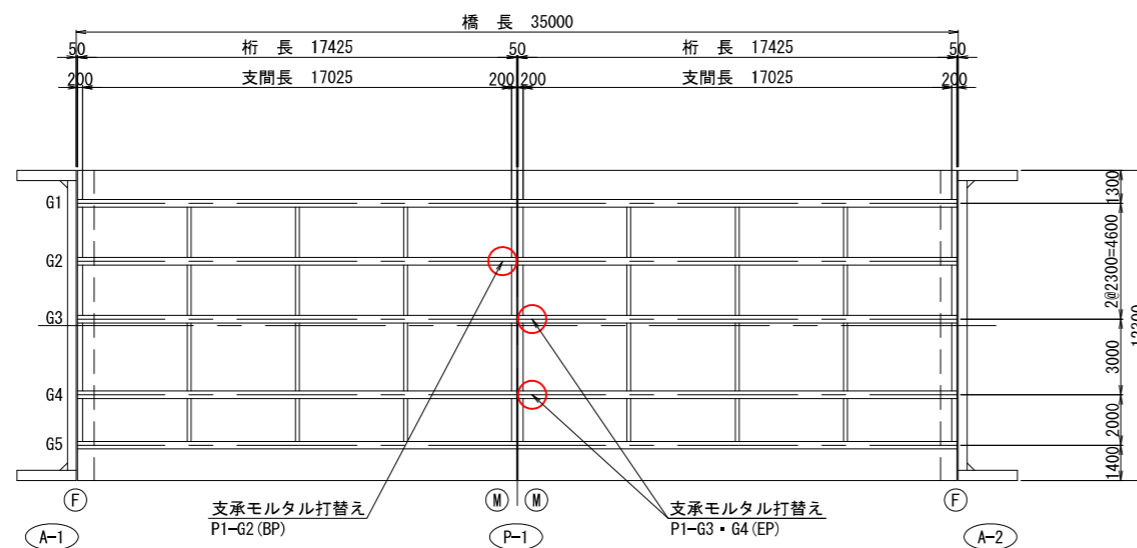 橋 長 35000
50 桁 長 17425 50 桁 長 17425 50
200 支間長 17025 200 200 支間長 17025 200
G1
G2
G3
G4
G5
1300
2@2300=4600
3000
2000
1400
F M M F
支承モルタル打替え
P1-G2(BP)
支承モルタル打替え
P1-G3・G4(EP)
A-1 P-1 A-2